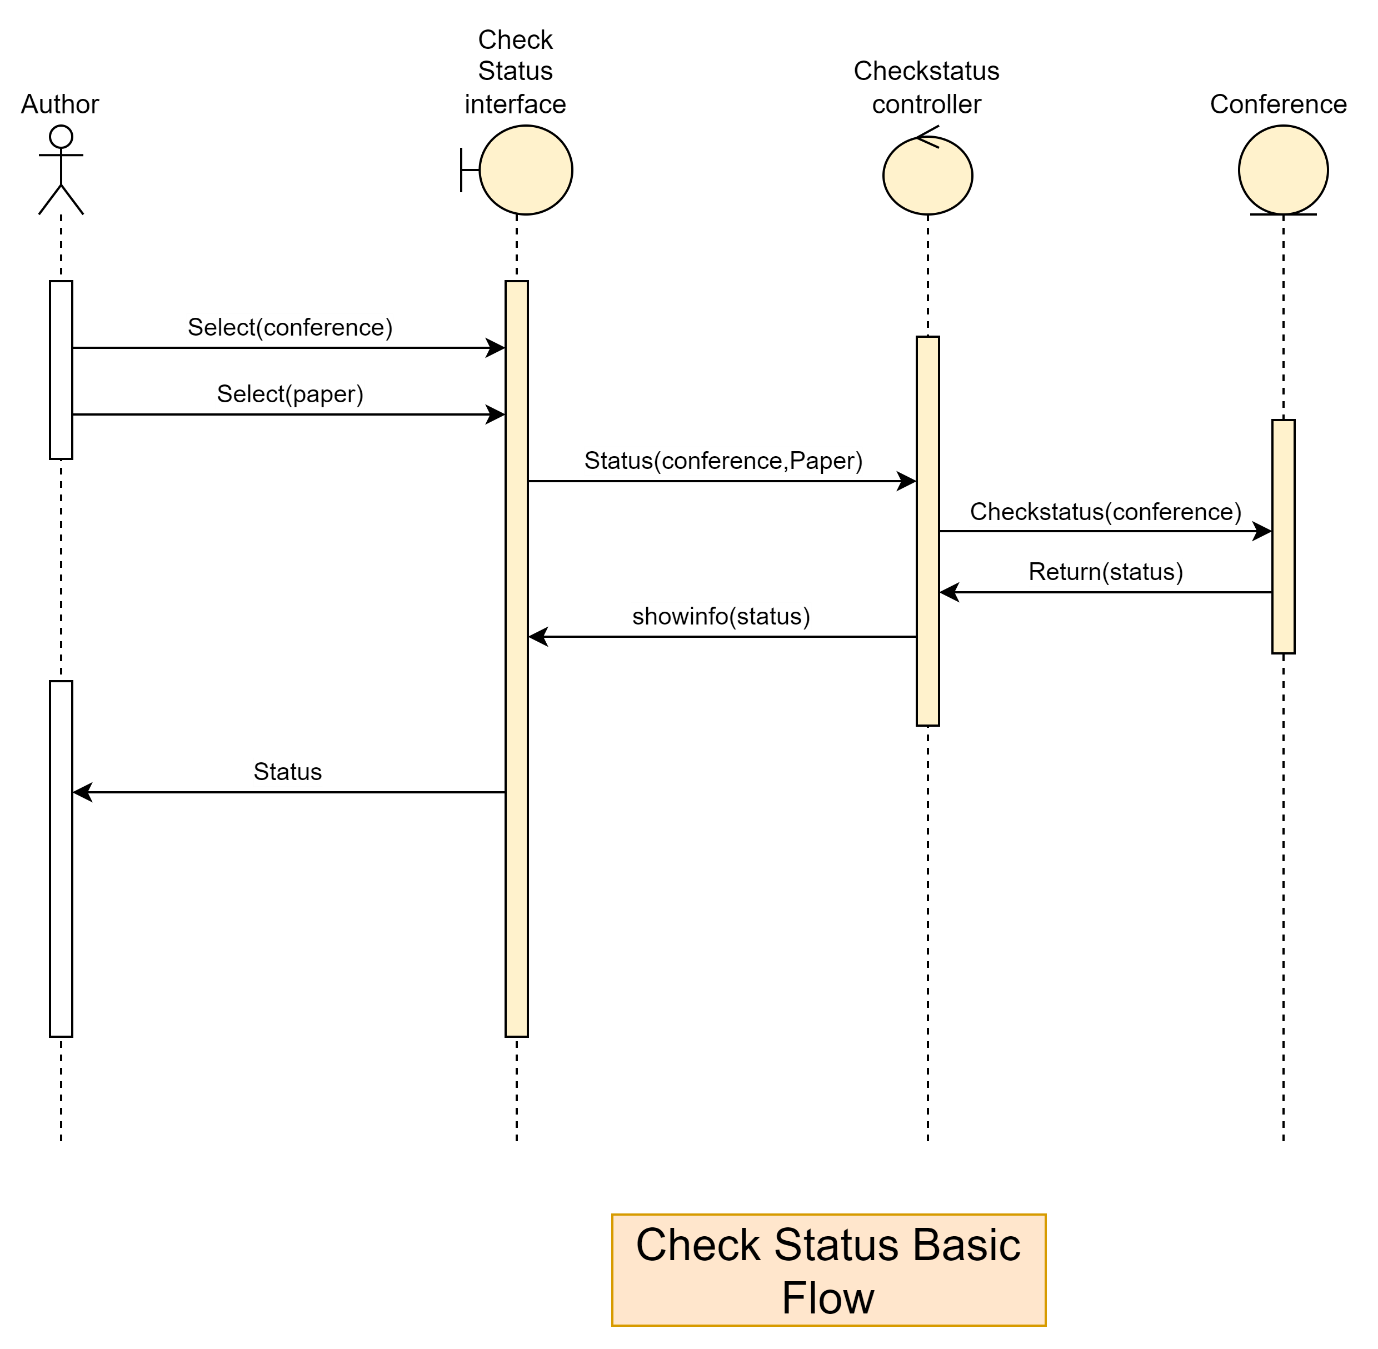 Check
Status
interface
Checkstatus
controller
Author
Conference
Select(conference)
Select(paper)
Status(conference,Paper)
Checkstatus(conference)
Return(status)
showinfo(status)
Status
Check Status Basic
Flow